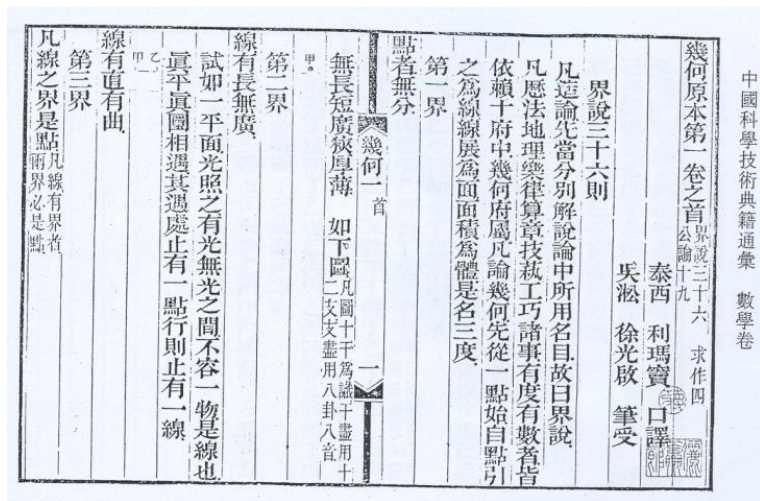 中國科學技術典籍通彙 數學卷
幾何原本第一卷之首 界說三十六 求作四
公論十九
泰西 利瑪竇 口譯
吳淞 徐光啟 筆受
界說三十六則
凡造論先當分別解說論中所用名目故曰界說
凡歷法地理樂律算章技藝工巧諸事有度有數者皆
依賴十府中幾何府屬凡論幾何先從一點始自點引
之爲線線展爲面面積爲體是名三度
第一界
點者無分
幾何一 首
一
無長短廣狹厚薄 如下圖 凡圖十干爲識干盡用十
二支支盡用八卦八音
甲
第二界
線有長無廣
試如一平面光照之有光無光之間不容一物是線也
眞平眞圜相遇其遇處止有一點行則止有一線
乙
甲
線有直有曲
第三界
凡線之界是點 凡線有界者
兩界必是點